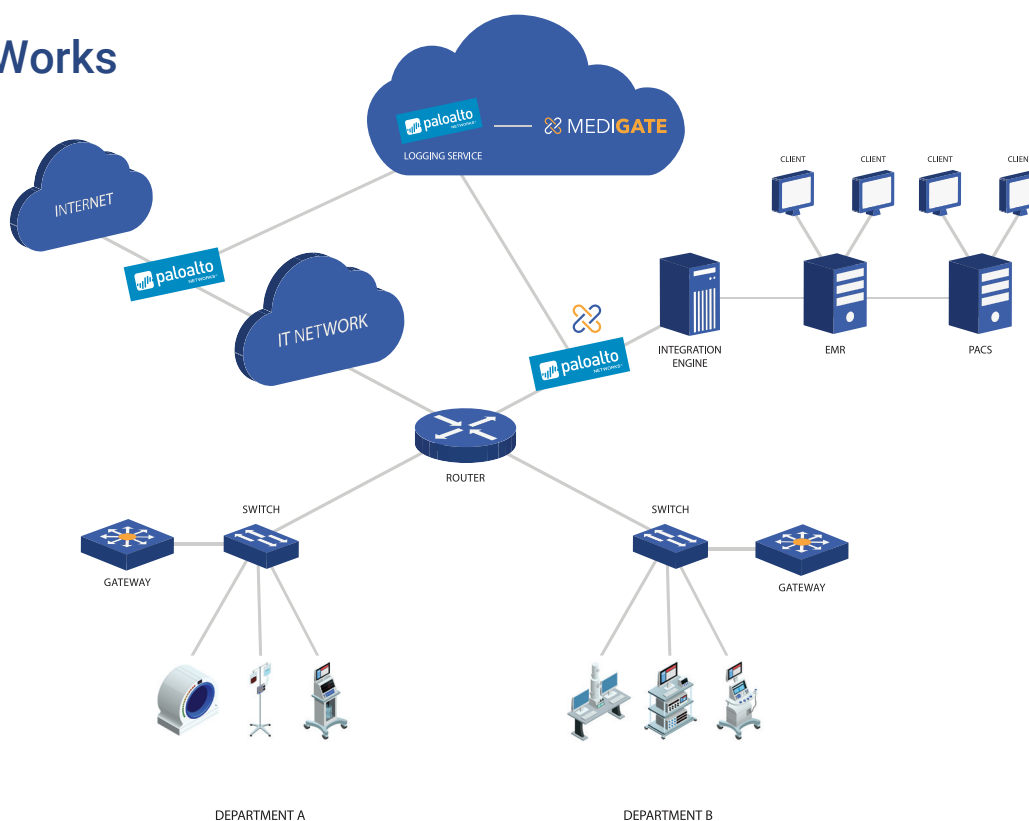 Works
paloalto
NETWORKS
MEDIGATE
LOGGING SERVICE
INTERNET
paloalto
NETWORKS
IT NETWORK
CLIENT
CLIENT
CLIENT
CLIEN
paloalto
NETWORKS
INTEGRATION
ENGINE
EMR
PACS
ROUTER
SWITCH
SWITCH
GATEWAY
GATEWAY
DEPARTMENT A
DEPARTMENT B